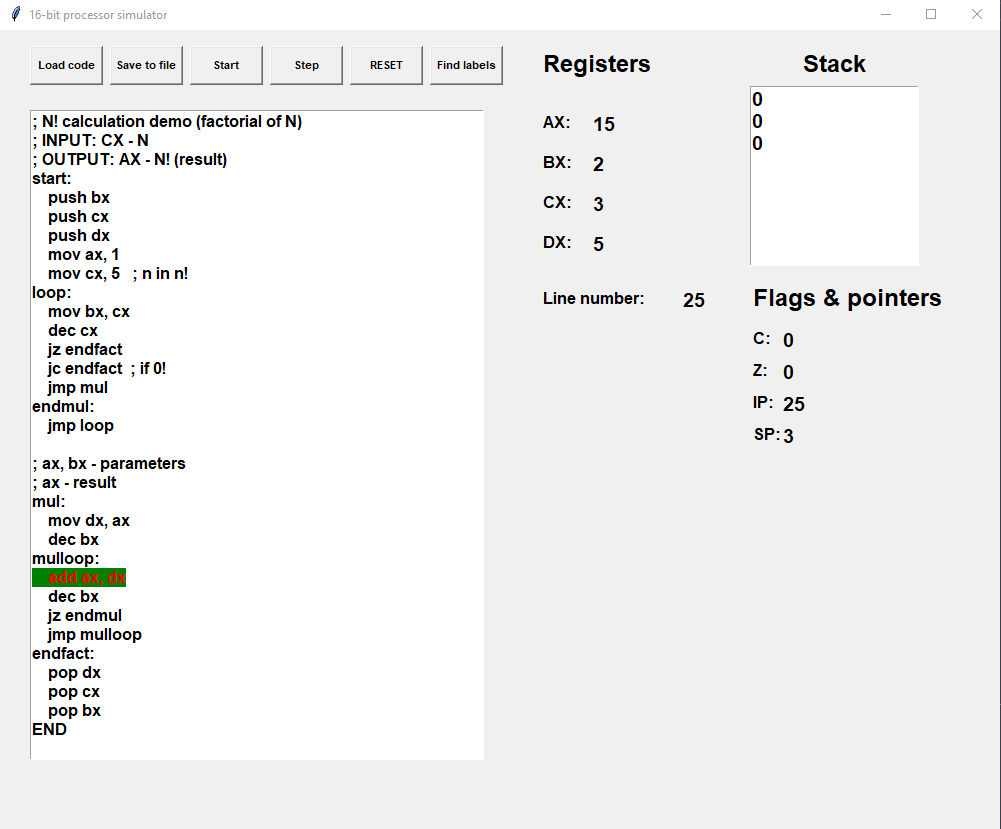 16-bit processor simulator
Load code Save to file Start Step RESET Find labels
; N! calculation demo (factorial of N)
; INPUT: CX - N
; OUTPUT: AX - N! (result)
start:
    push bx
    push cx
    push dx
    mov ax, 1
    mov cx, 5   ; n in n!
loop:
    mov bx, cx
    dec cx
    jz endfact
    jc endfact  ; if 0!
    jmp mul
endmul:
    jmp loop

; ax, bx - parameters
; ax - result
mul:
    mov dx, ax
    dec bx
mulloop:
    add ax, dx
    dec bx
    jz endmul
    jmp mulloop
endfact:
    pop dx
    pop cx
    pop bx
END
Registers
AX: 15
BX: 2
CX: 3
DX: 5
Line number: 25
Stack
0
0
0
Flags & pointers
C: 0
Z: 0
IP: 25
SP: 3